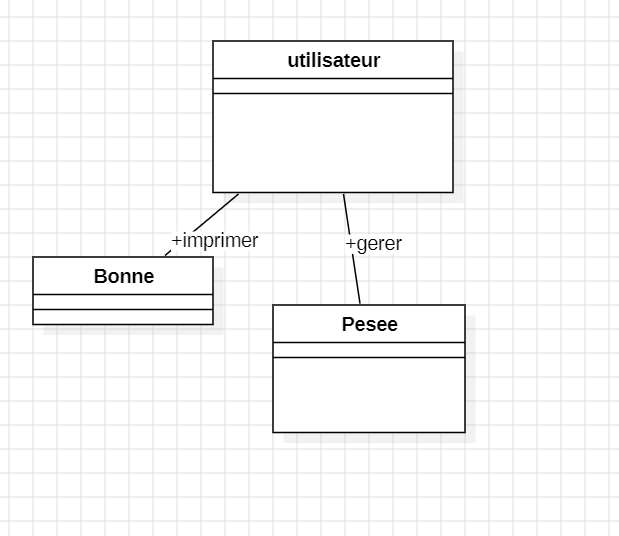 utilisateur
+imprimer
+gerer
Bonne
Pesee